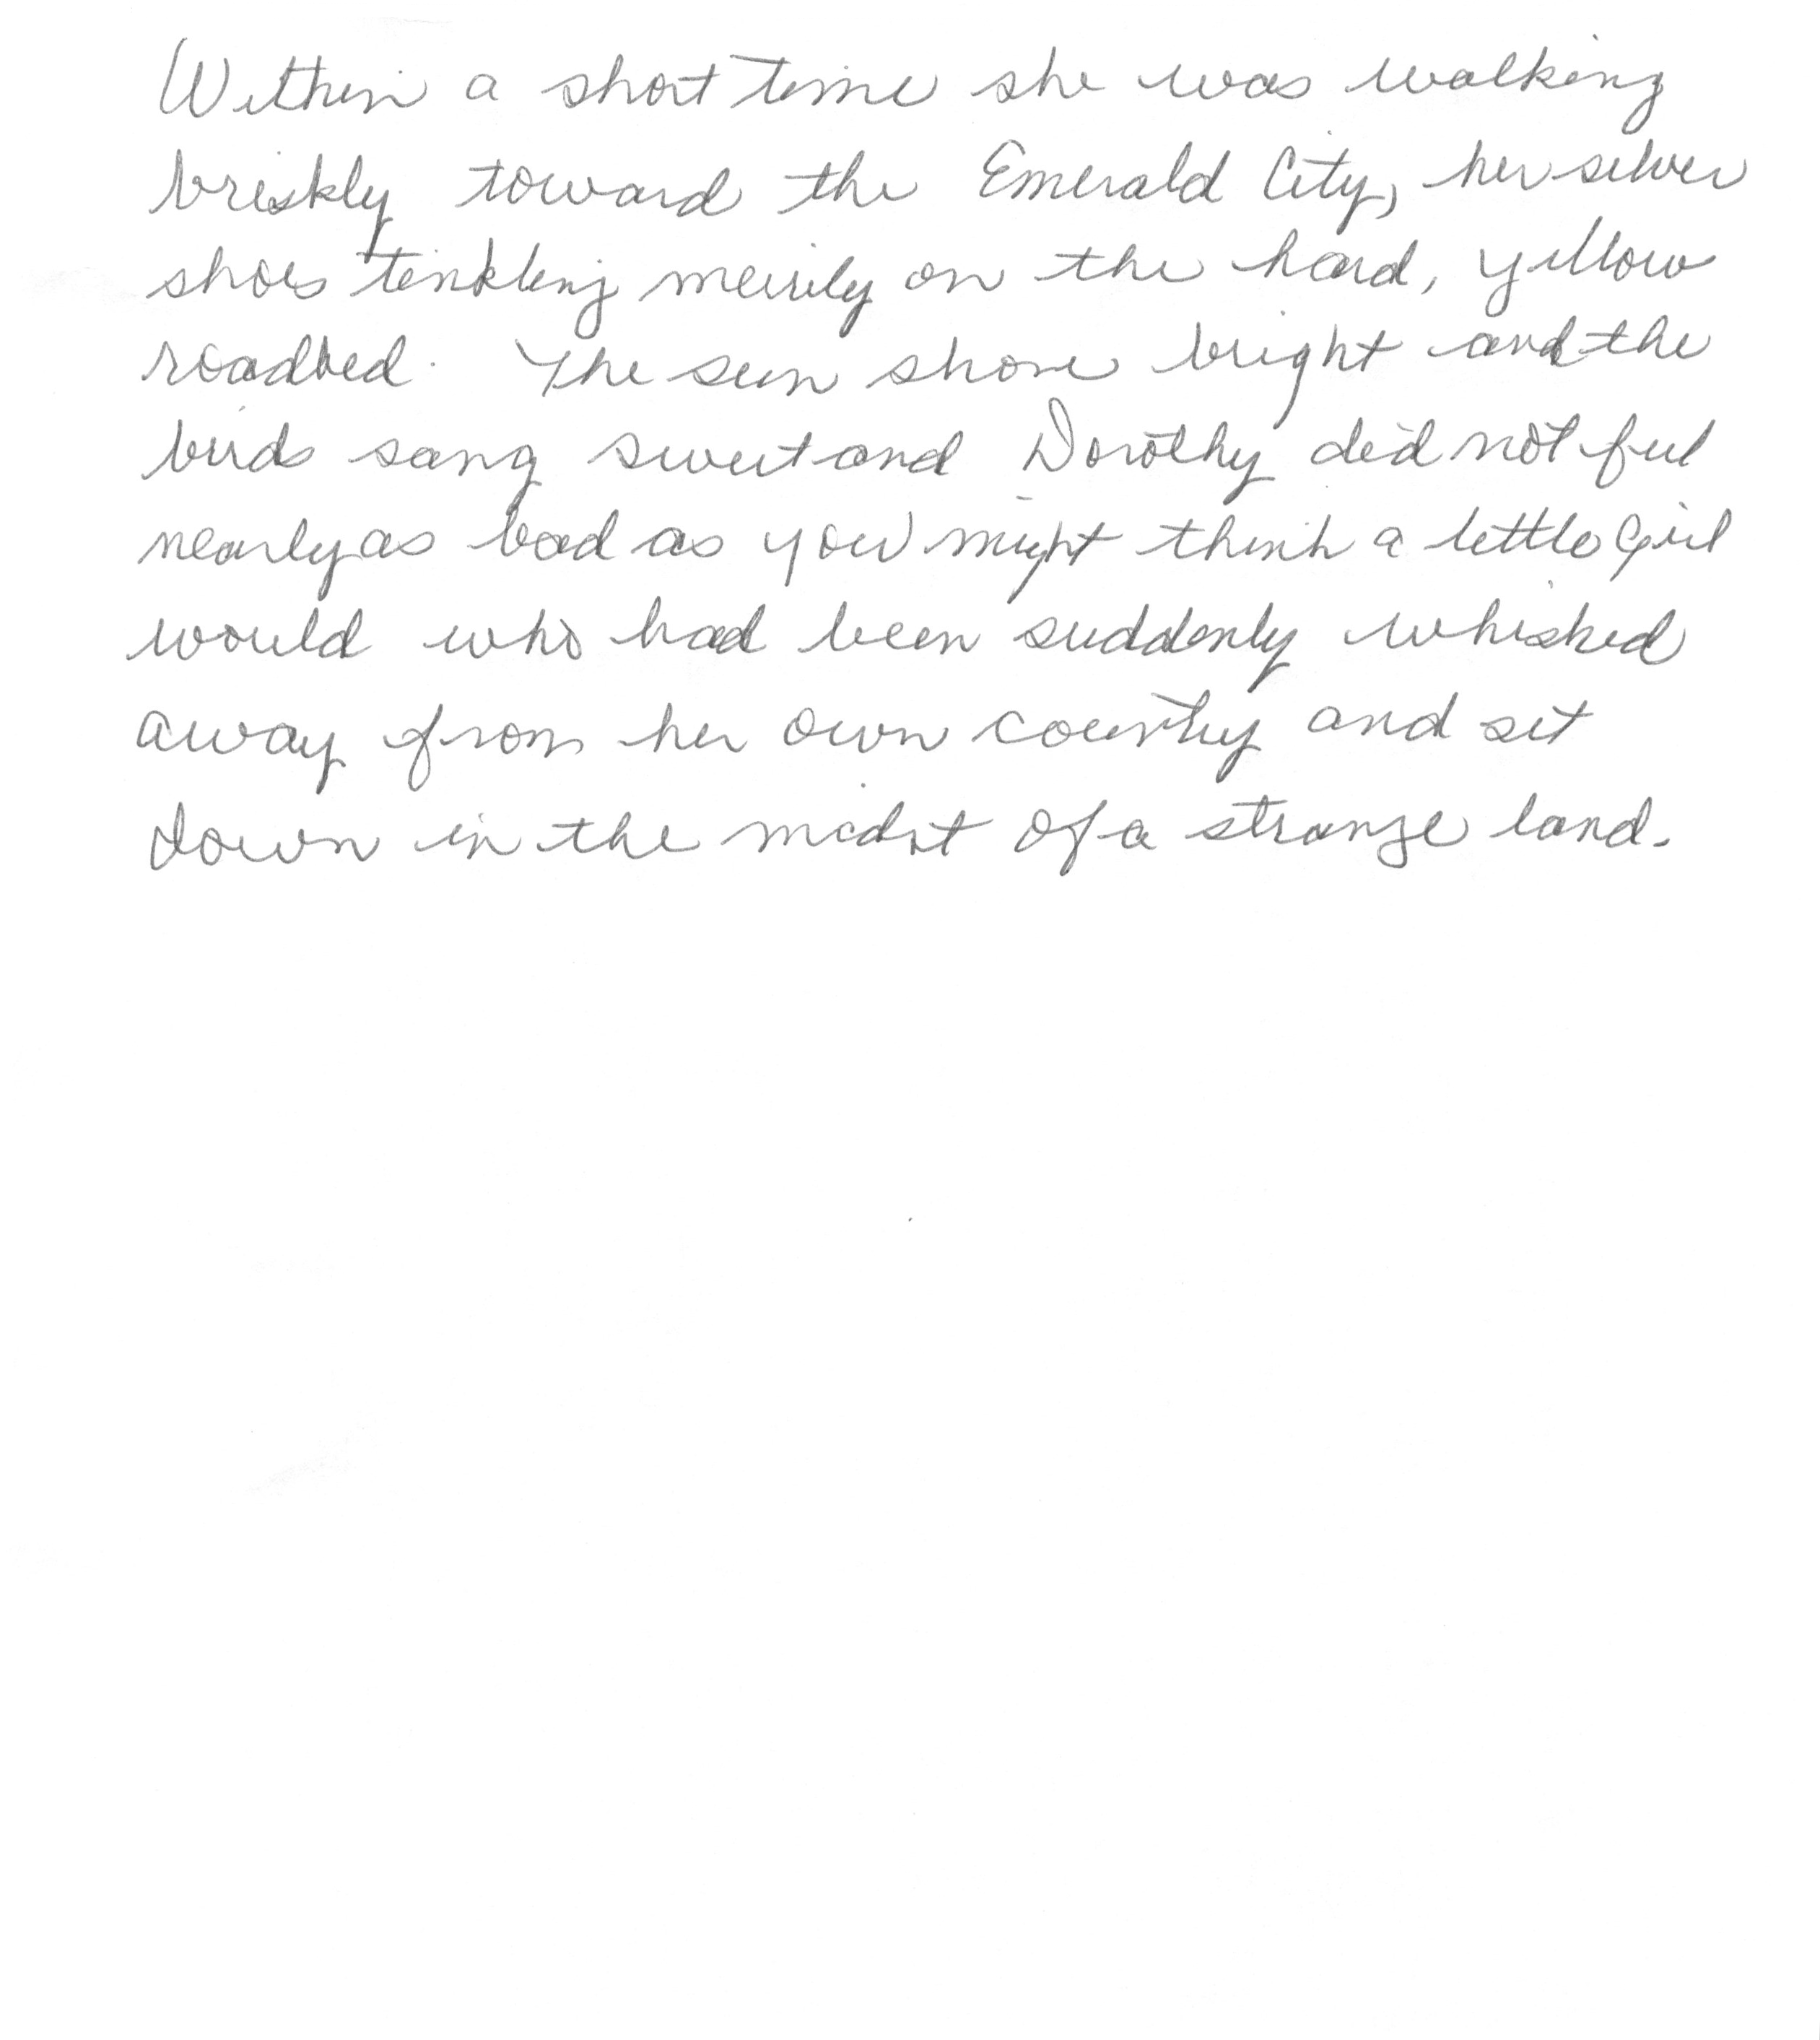 Within a short time she was walking
briskly toward the Emerald City, her silver
shoes tinkling merrily on the hard, yellow
roadbed. The sun shone bright and the
birds sang sweet and Dorothy did not feel
nearly as bad as you might think a little girl
would who had been suddenly whisked
away from her own country and set
down in the midst of a strange land.